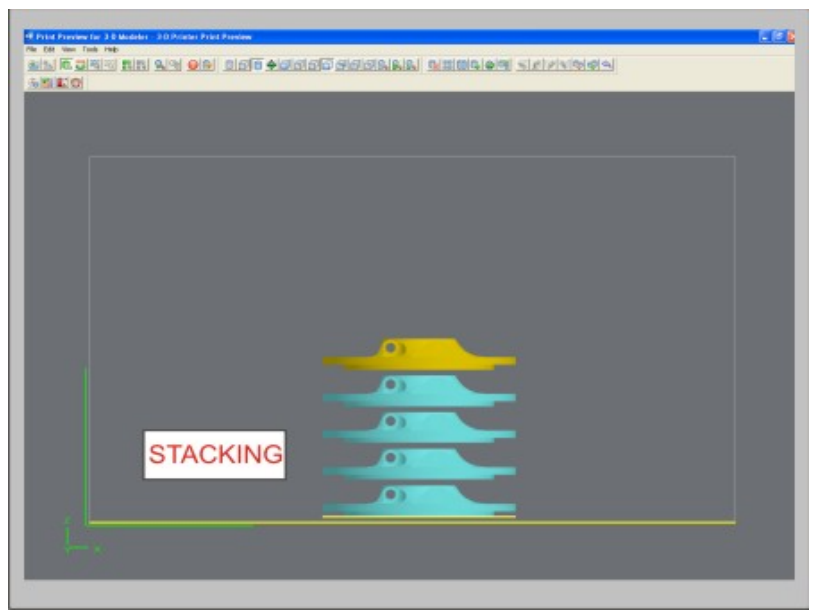 Print Preview for 3-D Modeler - 3-D Printer Print Preview
File Edit View Tools Help
STACKING
Z
X